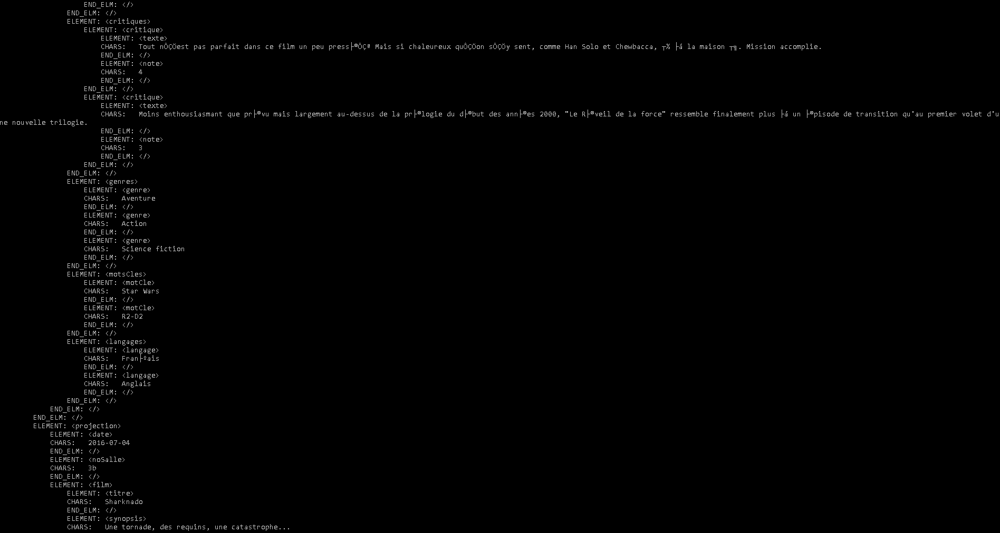 END_ELM: </>
END_ELM: </>
ELEMENT: <critiques>
ELEMENT: <critique>
ELEMENT: <texte>
CHARS: Tout nÔÇÖest pas parfait dans ce film un peu press├®ÔÇª Mais si chaleureux quÔÇÖon sÔÇÖy sent, comme Han Solo et Chewbacca, ┬½ ├á la maison ┬╗. Mission accomplie.
END_ELM: </>
ELEMENT: <note>
CHARS: 4
END_ELM: </>
END_ELM: </>
ELEMENT: <critique>
ELEMENT: <texte>
CHARS: Moins enthousiasmant que pr├®vu mais largement au-dessus de la pr├®logie du d├®but des ann├®es 2000, "Le R├®veil de la force" ressemble finalement plus ├á un ├®pisode de transition qu'au premier volet d'u
ne nouvelle trilogie.
END_ELM: </>
ELEMENT: <note>
CHARS: 3
END_ELM: </>
END_ELM: </>
END_ELM: </>
ELEMENT: <genres>
ELEMENT: <genre>
CHARS: Aventure
END_ELM: </>
ELEMENT: <genre>
CHARS: Action
END_ELM: </>
ELEMENT: <genre>
CHARS: Science fiction
END_ELM: </>
END_ELM: </>
ELEMENT: <motsCles>
ELEMENT: <motCle>
CHARS: Star Wars
END_ELM: </>
ELEMENT: <motCle>
CHARS: R2-D2
END_ELM: </>
END_ELM: </>
ELEMENT: <langages>
ELEMENT: <langage>
CHARS: Fran├ºais
END_ELM: </>
ELEMENT: <langage>
CHARS: Anglais
END_ELM: </>
END_ELM: </>
END_ELM: </>
END_ELM: </>
ELEMENT: <projection>
ELEMENT: <date>
CHARS: 2016-07-04
END_ELM: </>
ELEMENT: <noSalle>
CHARS: 3b
END_ELM: </>
ELEMENT: <film>
ELEMENT: <titre>
CHARS: Sharknado
END_ELM: </>
ELEMENT: <synopsis>
CHARS: Une tornade, des requins, une catastrophe...